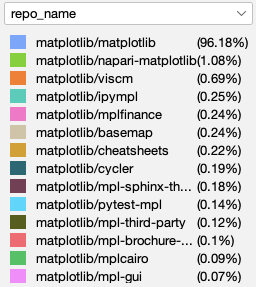 repo_name
matplotlib/matplotlib (96.18%)
matplotlib/napari-matplotlib (1.08%)
matplotlib/viscm (0.69%)
matplotlib/ipympl (0.25%)
matplotlib/mplfinance (0.24%)
matplotlib/basemap (0.24%)
matplotlib/cheatsheets (0.22%)
matplotlib/cycler (0.19%)
matplotlib/mpl-sphinx-th... (0.18%)
matplotlib/pytest-mpl (0.14%)
matplotlib/mpl-third-party (0.12%)
matplotlib/mpl-brochure-... (0.1%)
matplotlib/mplcairo (0.09%)
matplotlib/mpl-gui (0.07%)